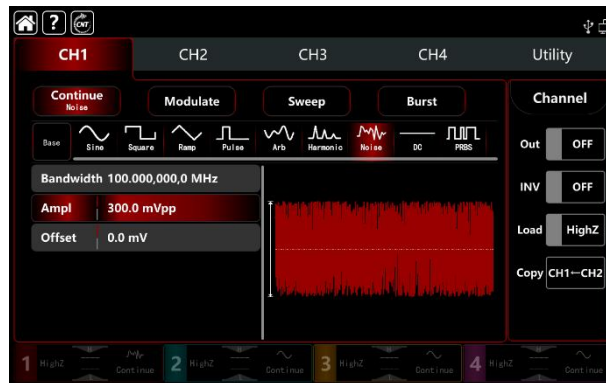 ? CNT
CH1 CH2 CH3 CH4 Utility
Continue Noise Modulate Sweep Burst Channel
Base Sine Square Ramp Pulse Arb Harmonic Noise DC PRBS
Out OFF
Bandwidth 100.000,000,0 MHz
INV OFF
Ampl 300.0 mVpp
Load HighZ
Offset 0.0 mV
Copy CH1←CH2
1 HighZ Continue 2 HighZ Continue 3 HighZ Continue 4 HighZ Continue